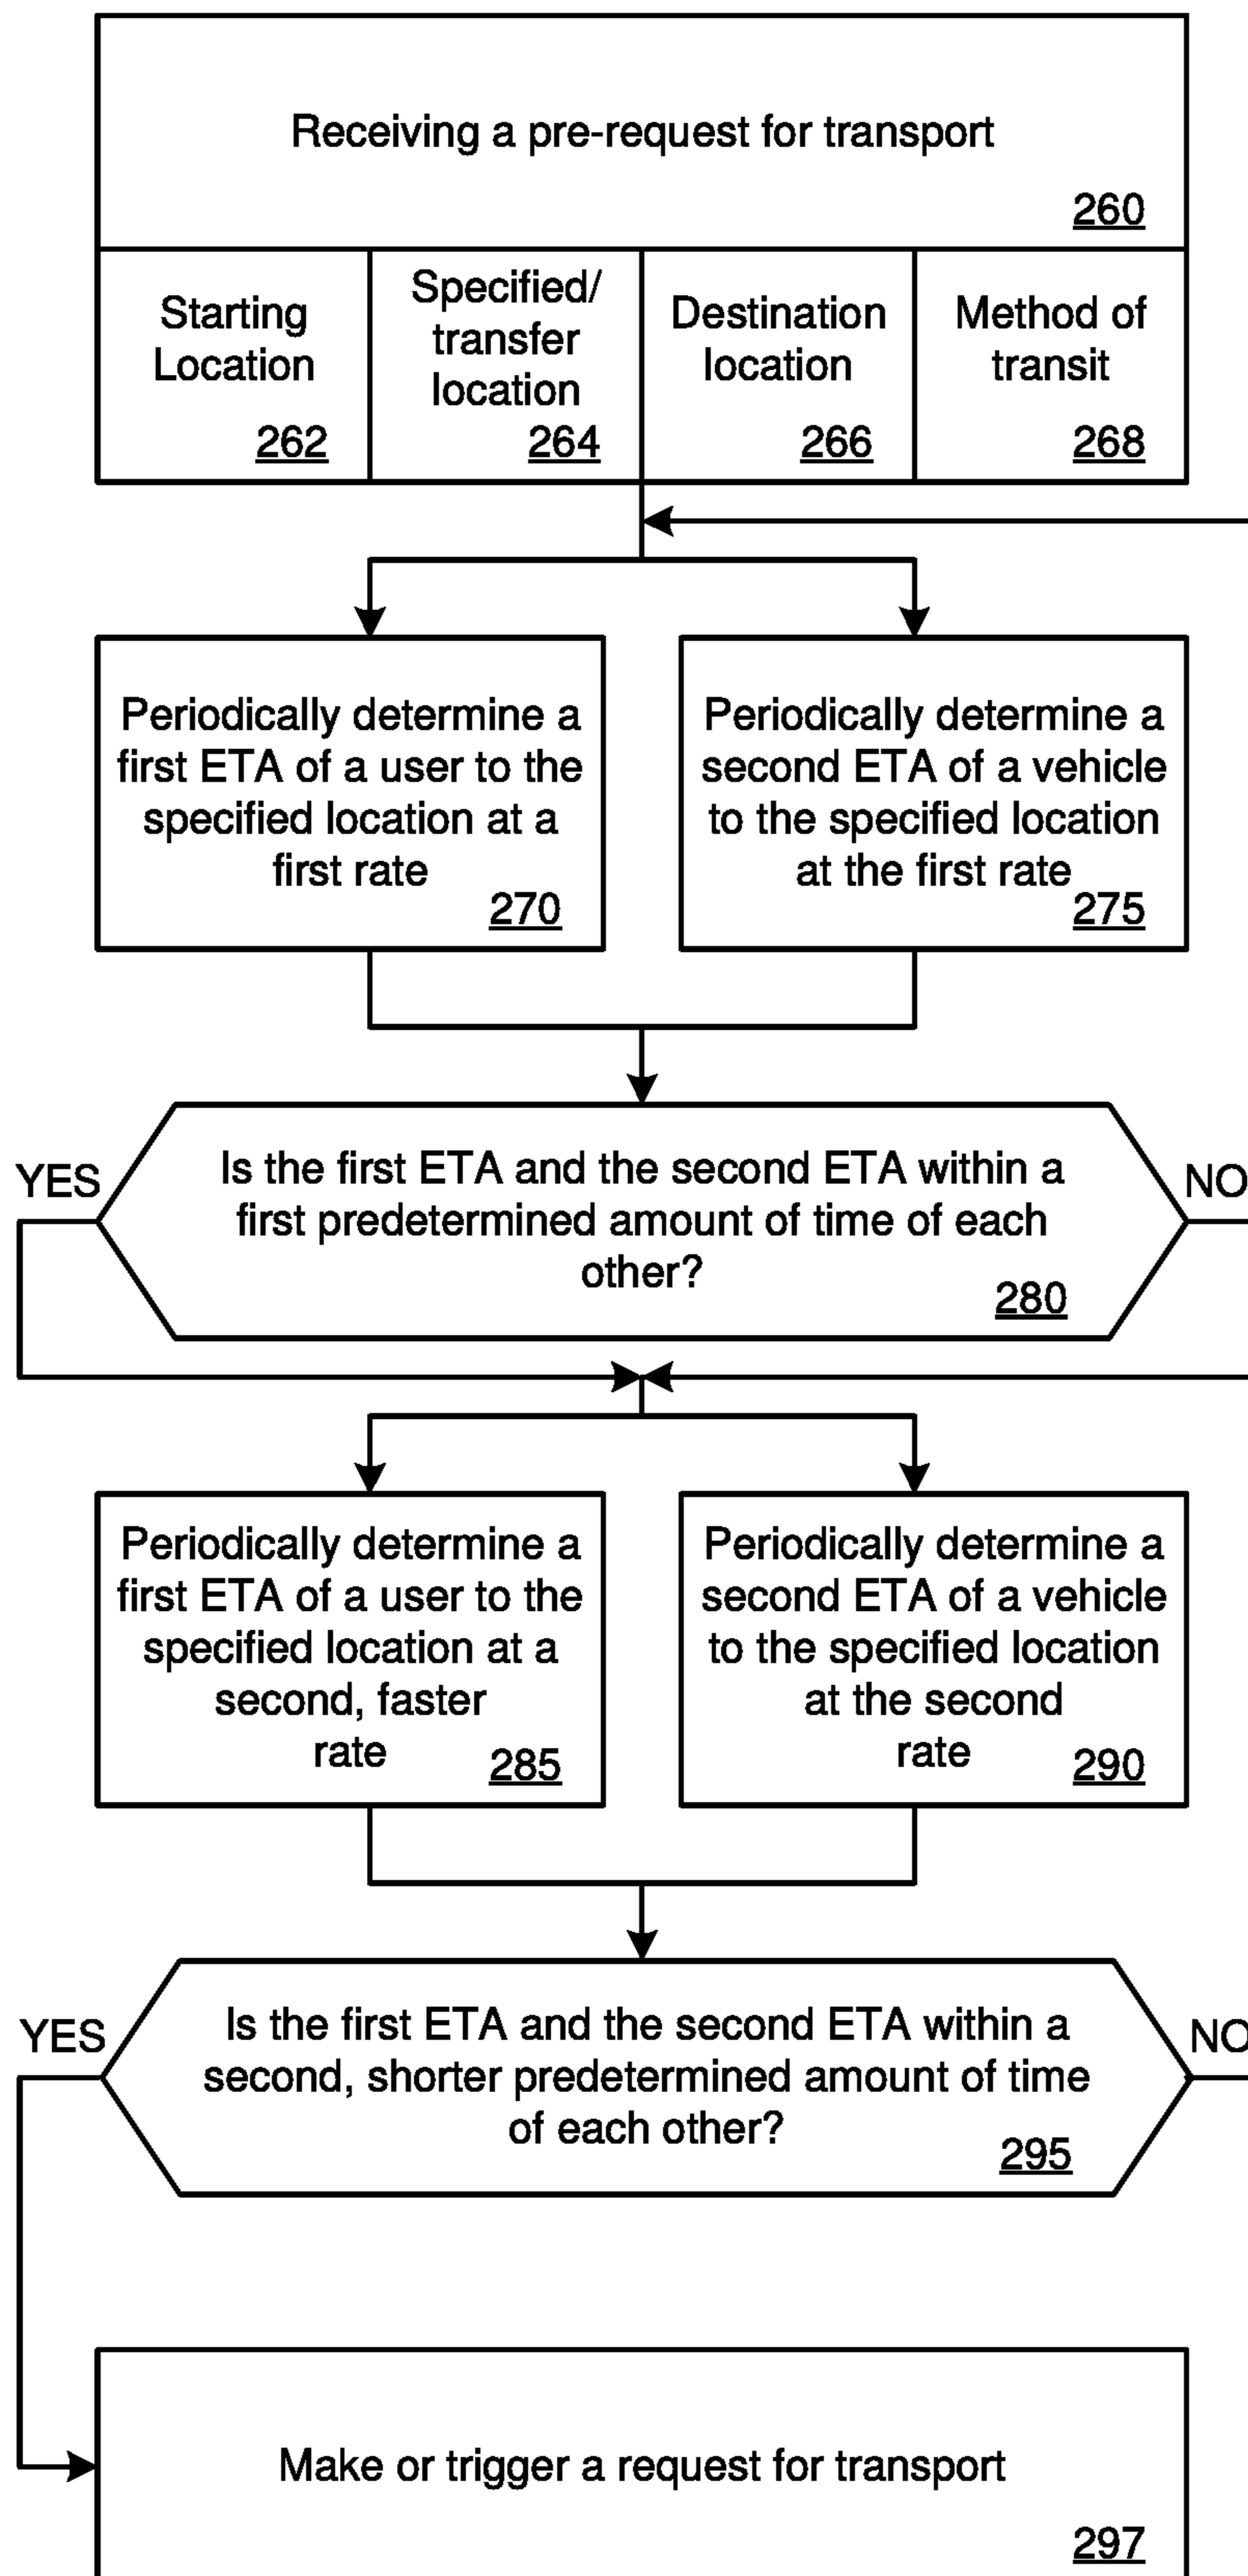 Receiving a pre-request for transport
260
Starting
Location
262
Specified/
transfer
location
264
Destination
location
266
Method of
transit
268
Periodically determine a
first ETA of a user to the
specified location at a
first rate
270
Periodically determine a
second ETA of a vehicle
to the specified location
at the first rate
275
YES
Is the first ETA and the second ETA within a
first predetermined amount of time of each
other?
280
NO
Periodically determine a
first ETA of a user to the
specified location at a
second, faster
rate
285
Periodically determine a
second ETA of a vehicle
to the specified location
at the second
rate
290
YES
Is the first ETA and the second ETA within a
second, shorter predetermined amount of time
of each other?
295
NO
Make or trigger a request for transport
297